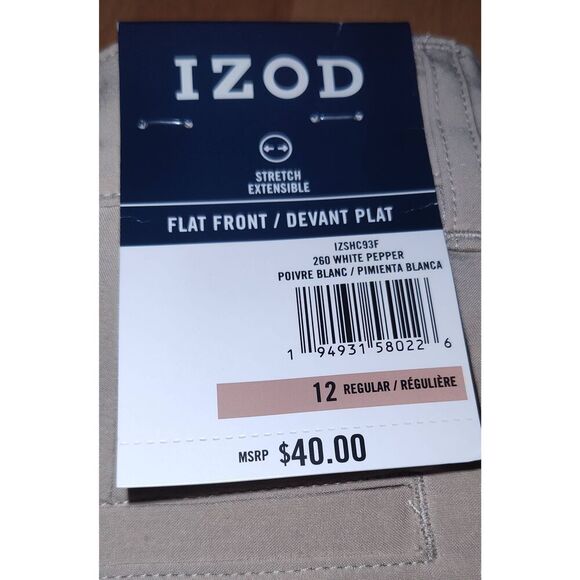 IZOD
STRETCH
EXTENSIBLE
FLAT FRONT / DEVANT PLAT
IZSHC93F
260 WHITE PEPPER
POIVRE BLANC / PIMIENTA BLANCA
1 94931 58022 6
12 REGULAR / RÉGULIÈRE
MSRP $40.00